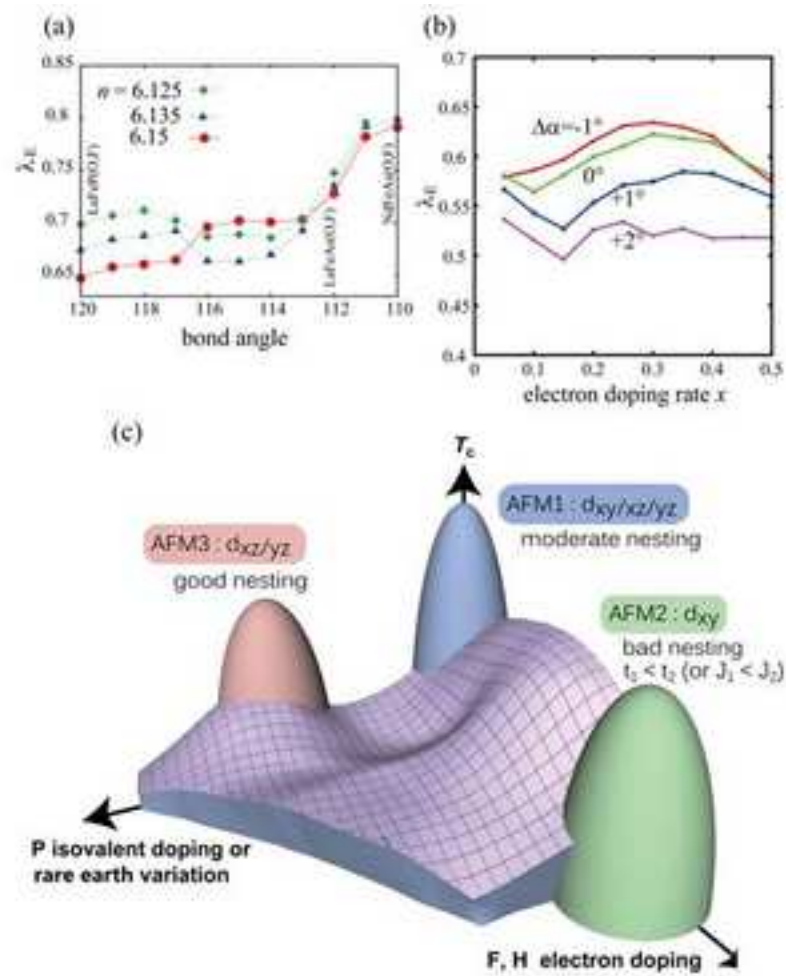 (a)
0.85
0.8
0.75
0.7
0.65
λE
n = 6.125
6.135
6.15
LaFeP(O,F)
LaFeAs(O,F)
NdFeAs(O,F)
120 118 116 114 112 110
bond angle
(b)
0.7
0.65
0.6
0.55
0.5
0.45
0.4
λE
Δα=-1°
0°
+1°
+2°
0 0.1 0.2 0.3 0.4 0.5
electron doping rate x
(c)
Tc
AFM1 : dxy/xz/yz
moderate nesting
AFM3 : dxz/yz
good nesting
AFM2 : dxy
bad nesting
t1 < t2 (or J1 < J2)
P isovalent doping or
rare earth variation
F, H electron doping